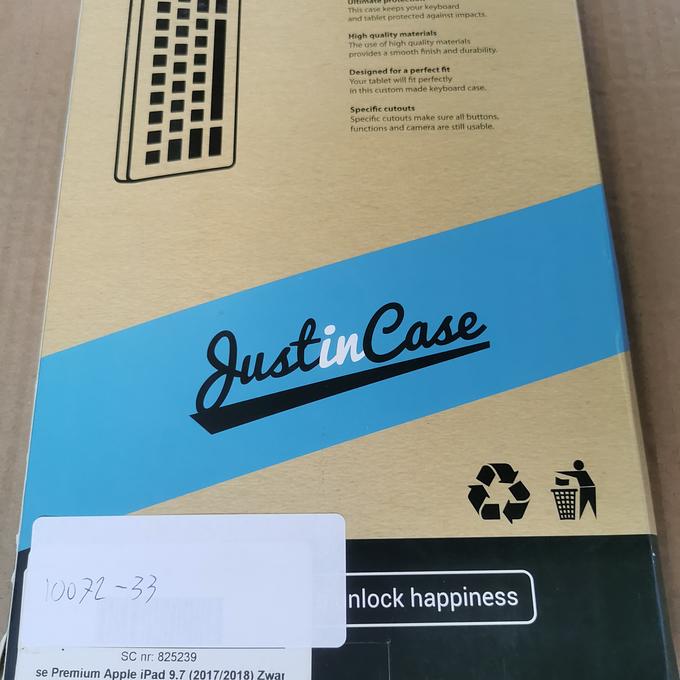 Ultimate protection
This case keeps your keyboard
and tablet protected against impacts.
High quality materials
The use of high quality materials
provides a smooth finish and durability.
Designed for a perfect fit
Your tablet will fit perfectly
in this custom made keyboard case.
Specific cutouts
Specific cutouts make sure all buttons,
functions and camera are still usable.
JustinCase
nlock happiness
10072-33
SC nr: 825239
se Premium Apple iPad 9.7 (2017/2018) Zwar